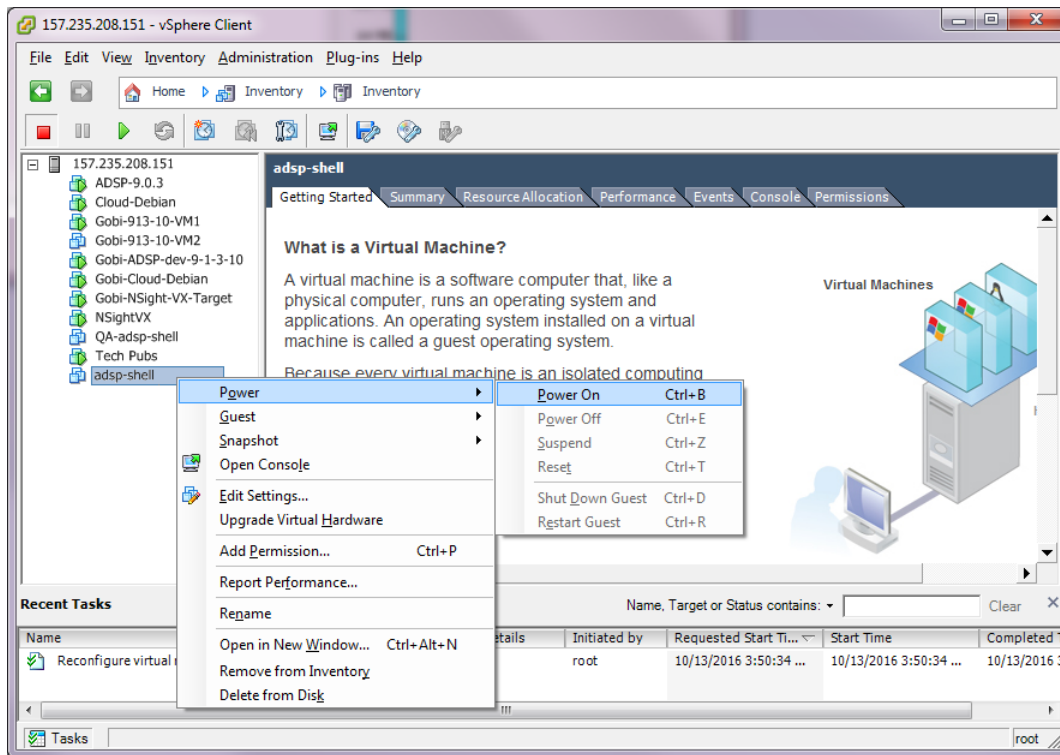 157.235.208.151 - vSphere Client
File Edit View Inventory Administration Plug-ins Help
Home Inventory Inventory
157.235.208.151
ADSP-9.0.3
Cloud-Debian
Gobi-913-10-VM1
Gobi-913-10-VM2
Gobi-ADSP-dev-9-1-3-10
Gobi-Cloud-Debian
Gobi-NSight-VX-Target
NSightVX
QA-adsp-shell
Tech Pubs
adsp-shell
adsp-shell
Getting Started Summary Resource Allocation Performance Events Console Permissions
What is a Virtual Machine?
A virtual machine is a software computer that, like a
physical computer, runs an operating system and
applications. An operating system installed on a virtual
machine is called a guest operating system.
Because every virtual machine is an isolated computing
Virtual Machines
Power
Guest
Snapshot
Open Console
Edit Settings...
Upgrade Virtual Hardware
Add Permission... Ctrl+P
Report Performance...
Rename
Open in New Window... Ctrl+Alt+N
Remove from Inventory
Delete from Disk
Power On Ctrl+B
Power Off Ctrl+E
Suspend Ctrl+Z
Reset Ctrl+T
Shut Down Guest Ctrl+D
Restart Guest Ctrl+R
Recent Tasks
Name, Target or Status contains: Clear
Name Initiated by Requested Start Ti... Start Time Completed
Reconfigure virtual root 10/13/2016 3:50:34 ... 10/13/2016 3:50:34 ... 10/13/2016
Tasks root